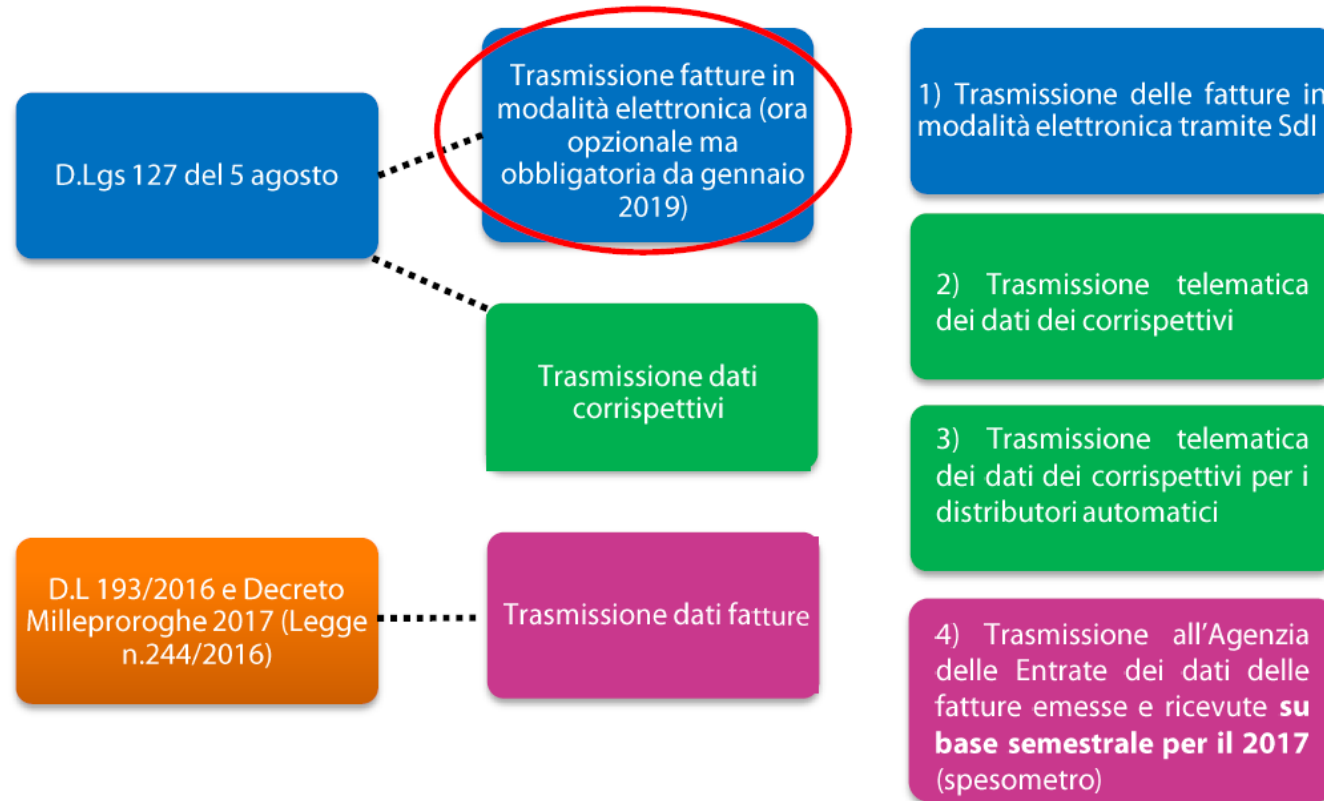 D.Lgs 127 del 5 agosto
Trasmissione fatture in
modalità elettronica (ora
opzionale ma
obbligatoria da gennaio
2019)
1) Trasmissione delle fatture in
modalità elettronica tramite SdI
Trasmissione dati
corrispettivi
2) Trasmissione telematica
dei dati dei corrispettivi
3) Trasmissione telematica
dei dati dei corrispettivi per i
distributori automatici
D.L 193/2016 e Decreto
Milleproroghe 2017 (Legge
n.244/2016)
Trasmissione dati fatture
4) Trasmissione all’Agenzia
delle Entrate dei dati delle
fatture emesse e ricevute su
base semestrale per il 2017
(spesometro)